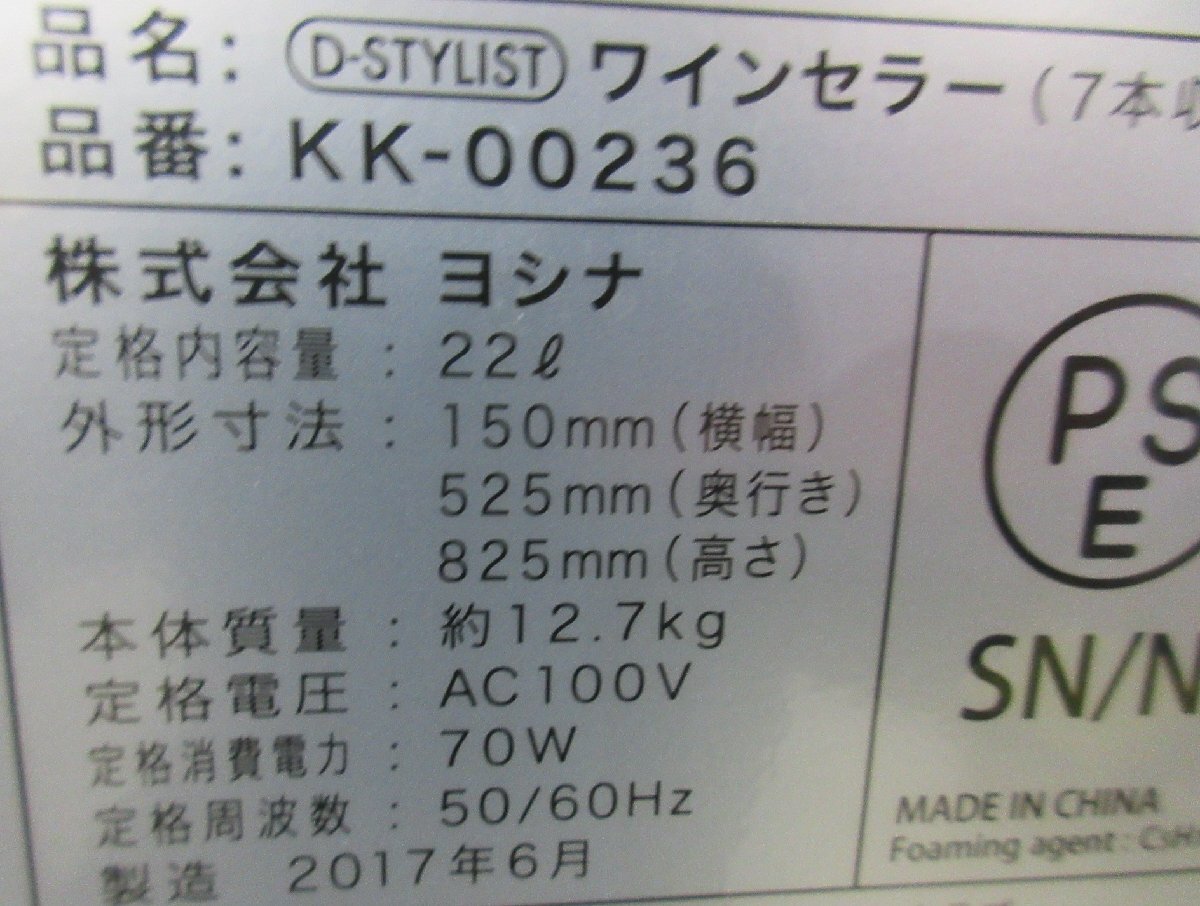 品名: D-STYLIST ワインセラー (7本収
品番: KK-00236
株式会社 ヨシナ
定格内容量 : 22ℓ
外形寸法 : 150mm(横幅)
525mm(奥行き)
825mm(高さ)
本体質量 : 約12.7kg
定格電圧 : AC100V
定格消費電力 : 70W
定格周波数 : 50/60Hz
製造 2017年6月
PS
E
SN/N
MADE IN CHINA
Foaming agent : C5H